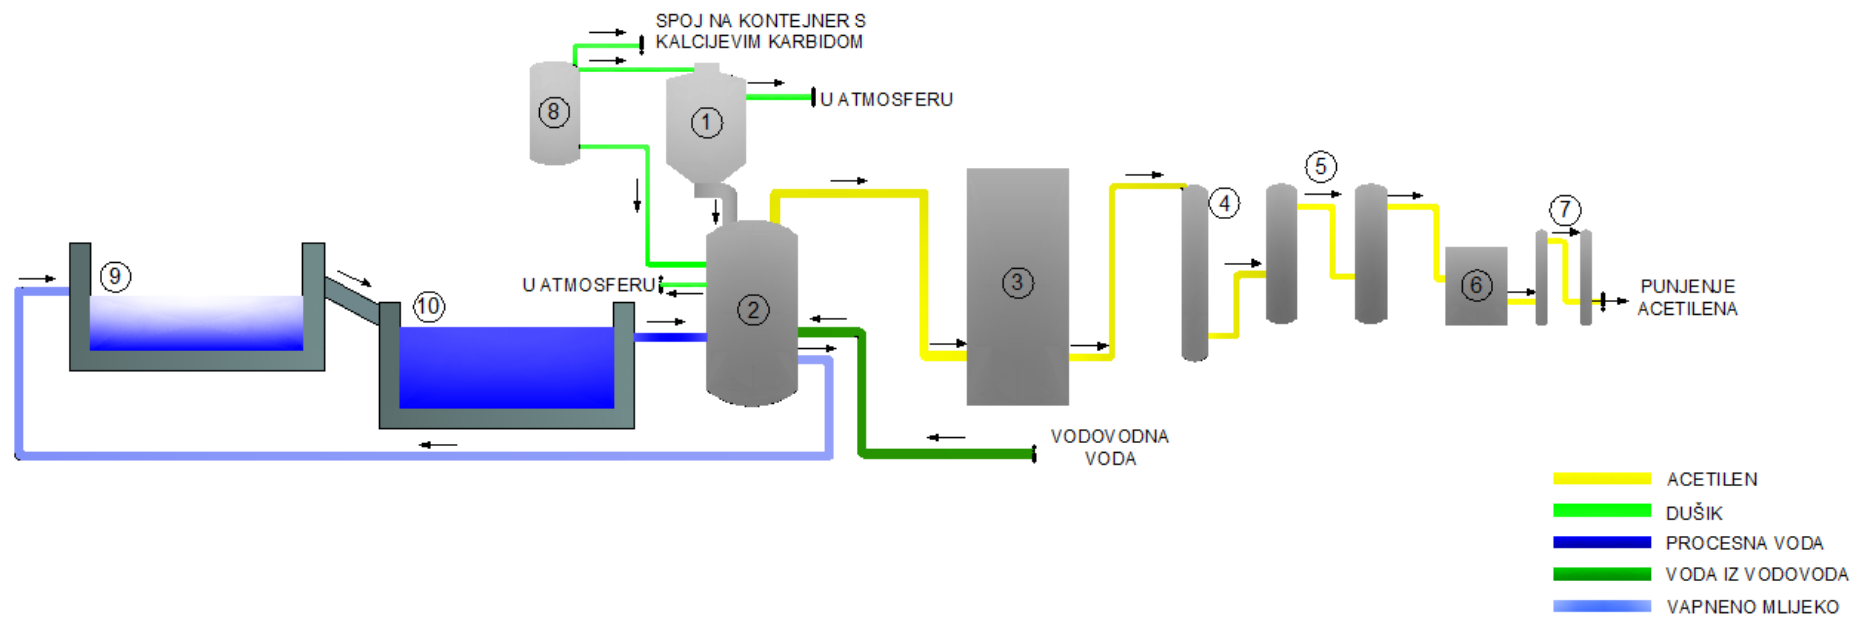 SPOJ NA KONTEJNER S
KALCIJEVIM KARBIDOM
8
1
U ATMOSFERU
5
4
7
9
10
U ATMOSFERU
2
3
6
PUNJENJE
ACETILENA
VODOVODNA
VODA
ACETILEN
DUŠIK
PROCESNA VODA
VODA IZ VODOVODA
VAPNENO MLIJEKO